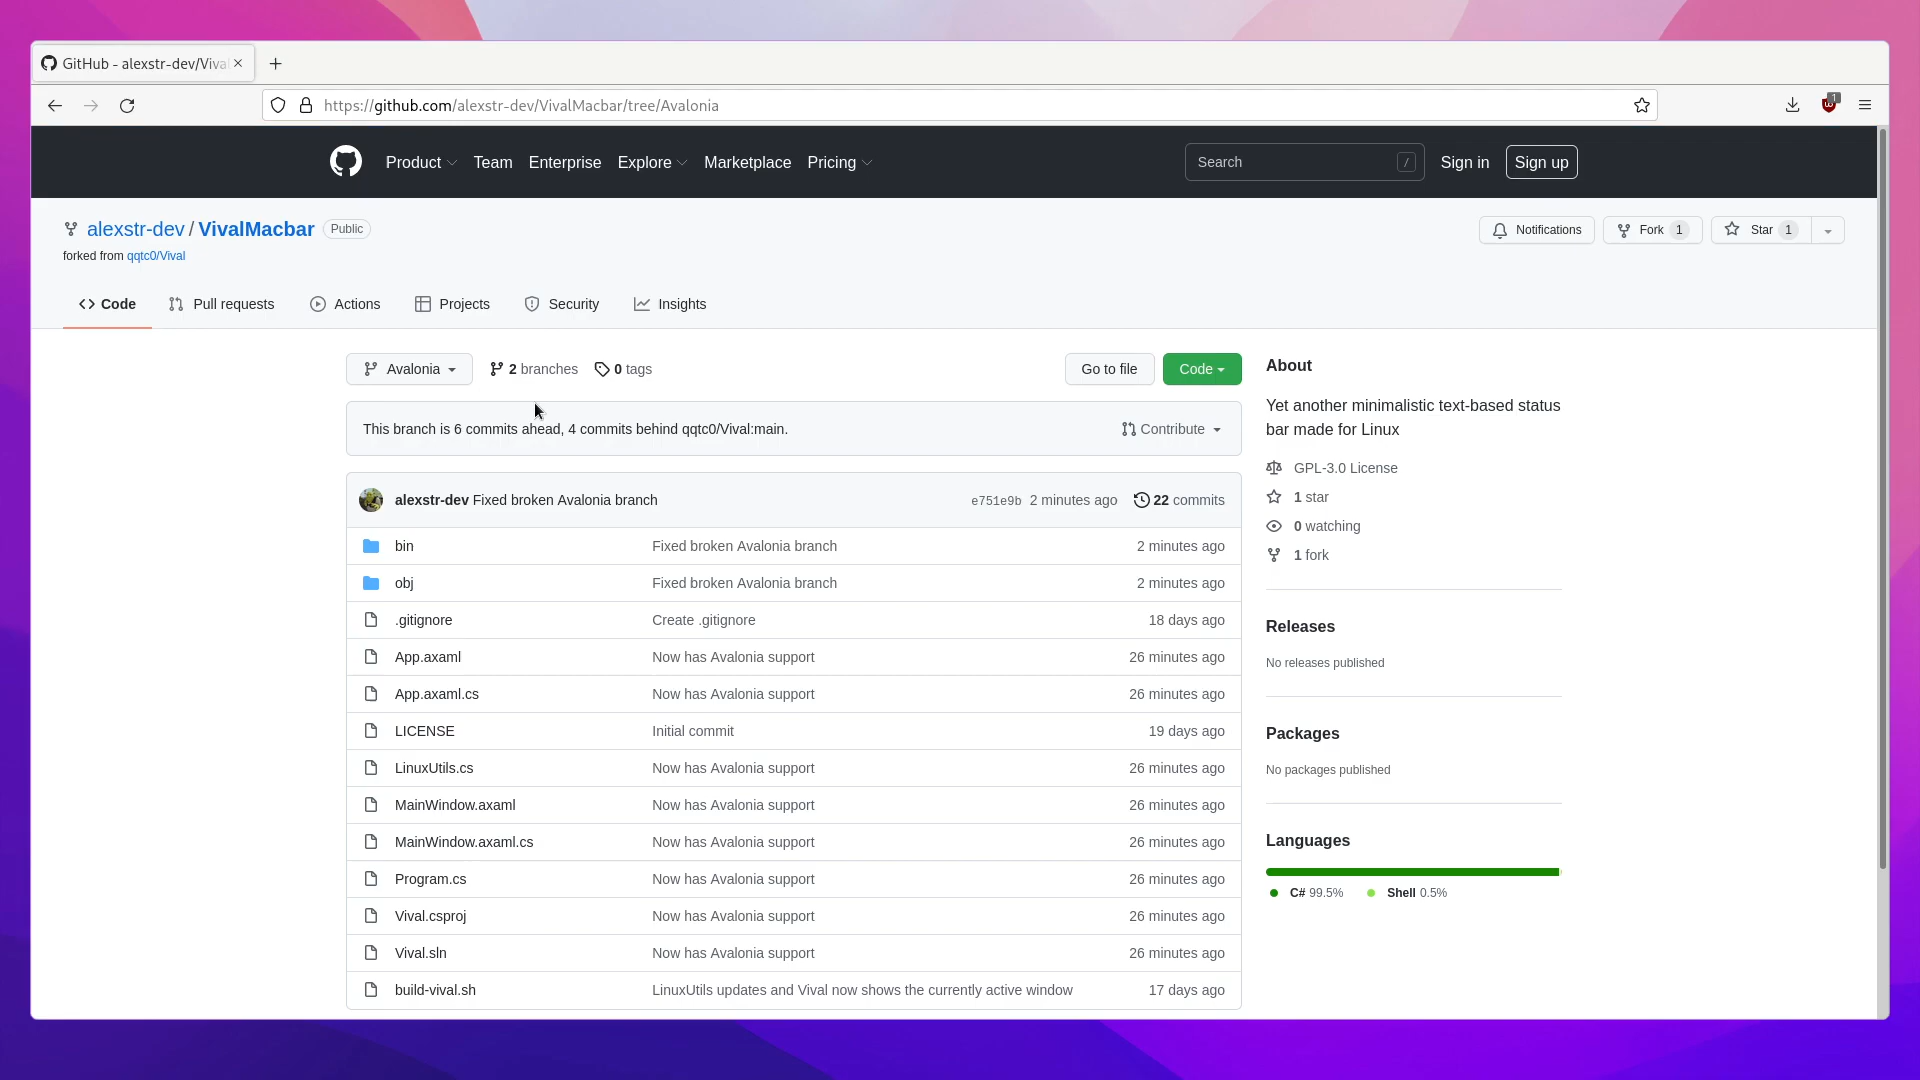 GitHub - alexstr-dev/Viva
https://github.com/alexstr-dev/VivalMacbar/tree/Avalonia
1
Product Team Enterprise Explore Marketplace Pricing Search / Sign in Sign up
alexstr-dev / VivalMacbar Public Notifications Fork 1 Star 1
forked from qqtc0/Vival
Code Pull requests Actions Projects Security Insights
Avalonia 2 branches 0 tags Go to file Code
This branch is 6 commits ahead, 4 commits behind qqtc0/Vival:main. Contribute
alexstr-dev Fixed broken Avalonia branch e751e9b 2 minutes ago 22 commits
bin Fixed broken Avalonia branch 2 minutes ago
obj Fixed broken Avalonia branch 2 minutes ago
.gitignore Create .gitignore 18 days ago
App.axaml Now has Avalonia support 26 minutes ago
App.axaml.cs Now has Avalonia support 26 minutes ago
LICENSE Initial commit 19 days ago
LinuxUtils.cs Now has Avalonia support 26 minutes ago
MainWindow.axaml Now has Avalonia support 26 minutes ago
MainWindow.axaml.cs Now has Avalonia support 26 minutes ago
Program.cs Now has Avalonia support 26 minutes ago
Vival.csproj Now has Avalonia support 26 minutes ago
Vival.sln Now has Avalonia support 26 minutes ago
build-vival.sh LinuxUtils updates and Vival now shows the currently active window 17 days ago
About
Yet another minimalistic text-based status
bar made for Linux
GPL-3.0 License
1 star
0 watching
1 fork
Releases
No releases published
Packages
No packages published
Languages
C# 99.5% Shell 0.5%